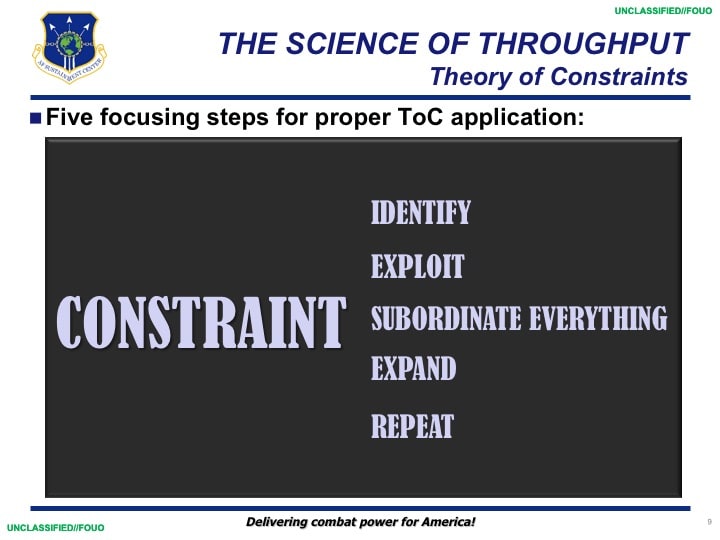 UNCLASSIFIED//FOUO
AF SUSTAINMENT CENTER
THE SCIENCE OF THROUGHPUT
Theory of Constraints
Five focusing steps for proper ToC application:
IDENTIFY
EXPLOIT
CONSTRAINT
SUBORDINATE EVERYTHING
EXPAND
REPEAT
Delivering combat power for America!
9
UNCLASSIFIED//FOUO